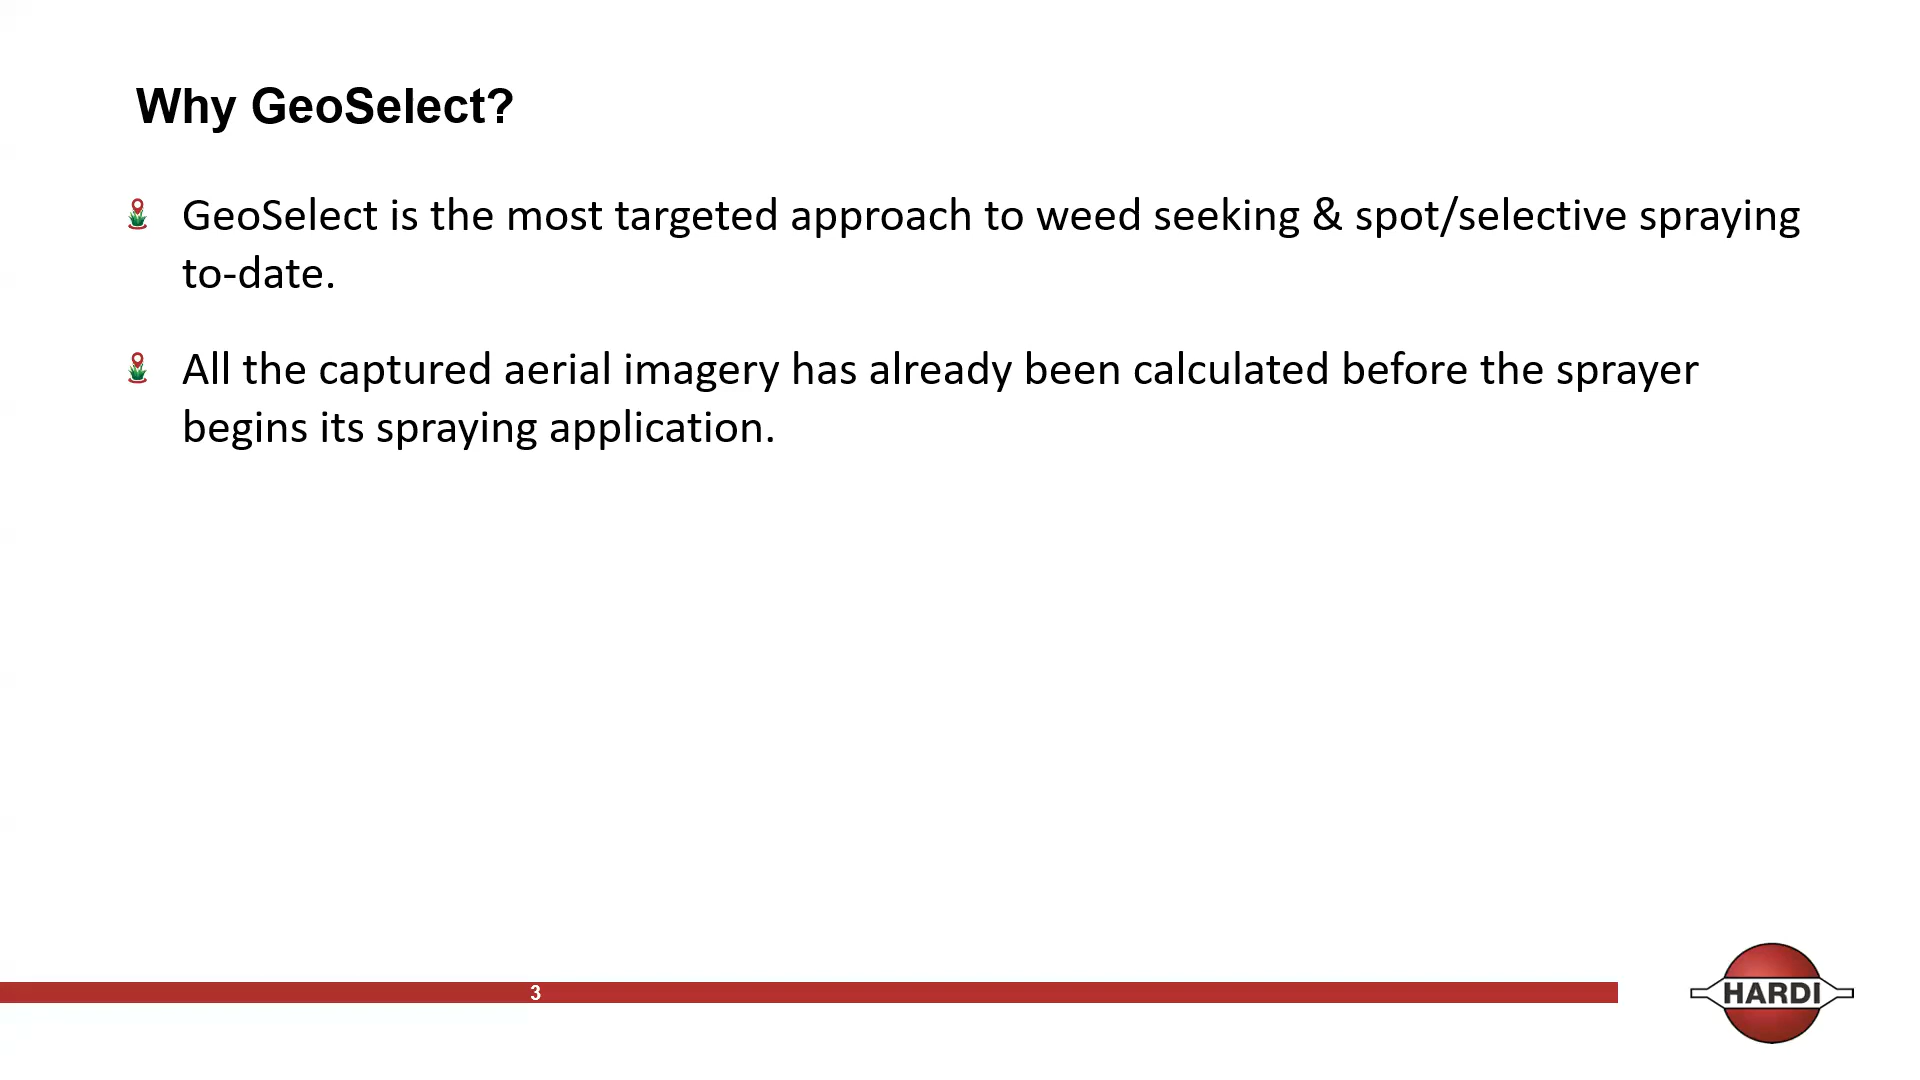 Why GeoSelect?
GeoSelect is the most targeted approach to weed seeking & spot/selective spraying
to-date.
All the captured aerial imagery has already been calculated before the sprayer
begins its spraying application.
3
HARDI